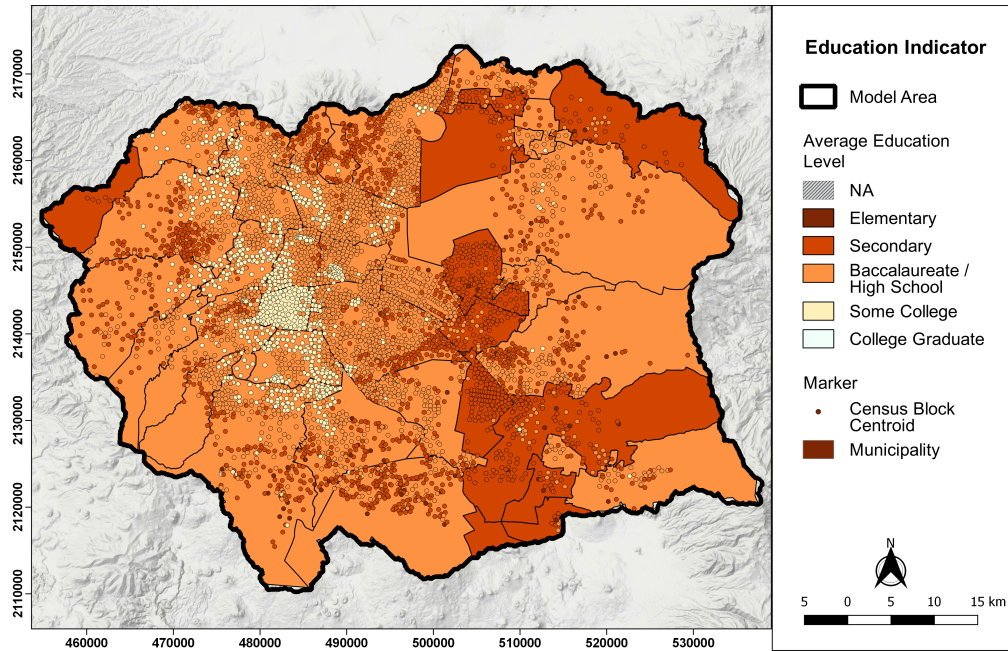 2170000
2160000
2150000
2140000
2130000
2120000
2110000
460000 470000 480000 490000 500000 510000 520000 530000
Education Indicator
Model Area
Average Education
Level
NA
Elementary
Secondary
Baccalaureate /
High School
Some College
College Graduate
Marker
Census Block
Centroid
Municipality
N
5 0 5 10 15 km